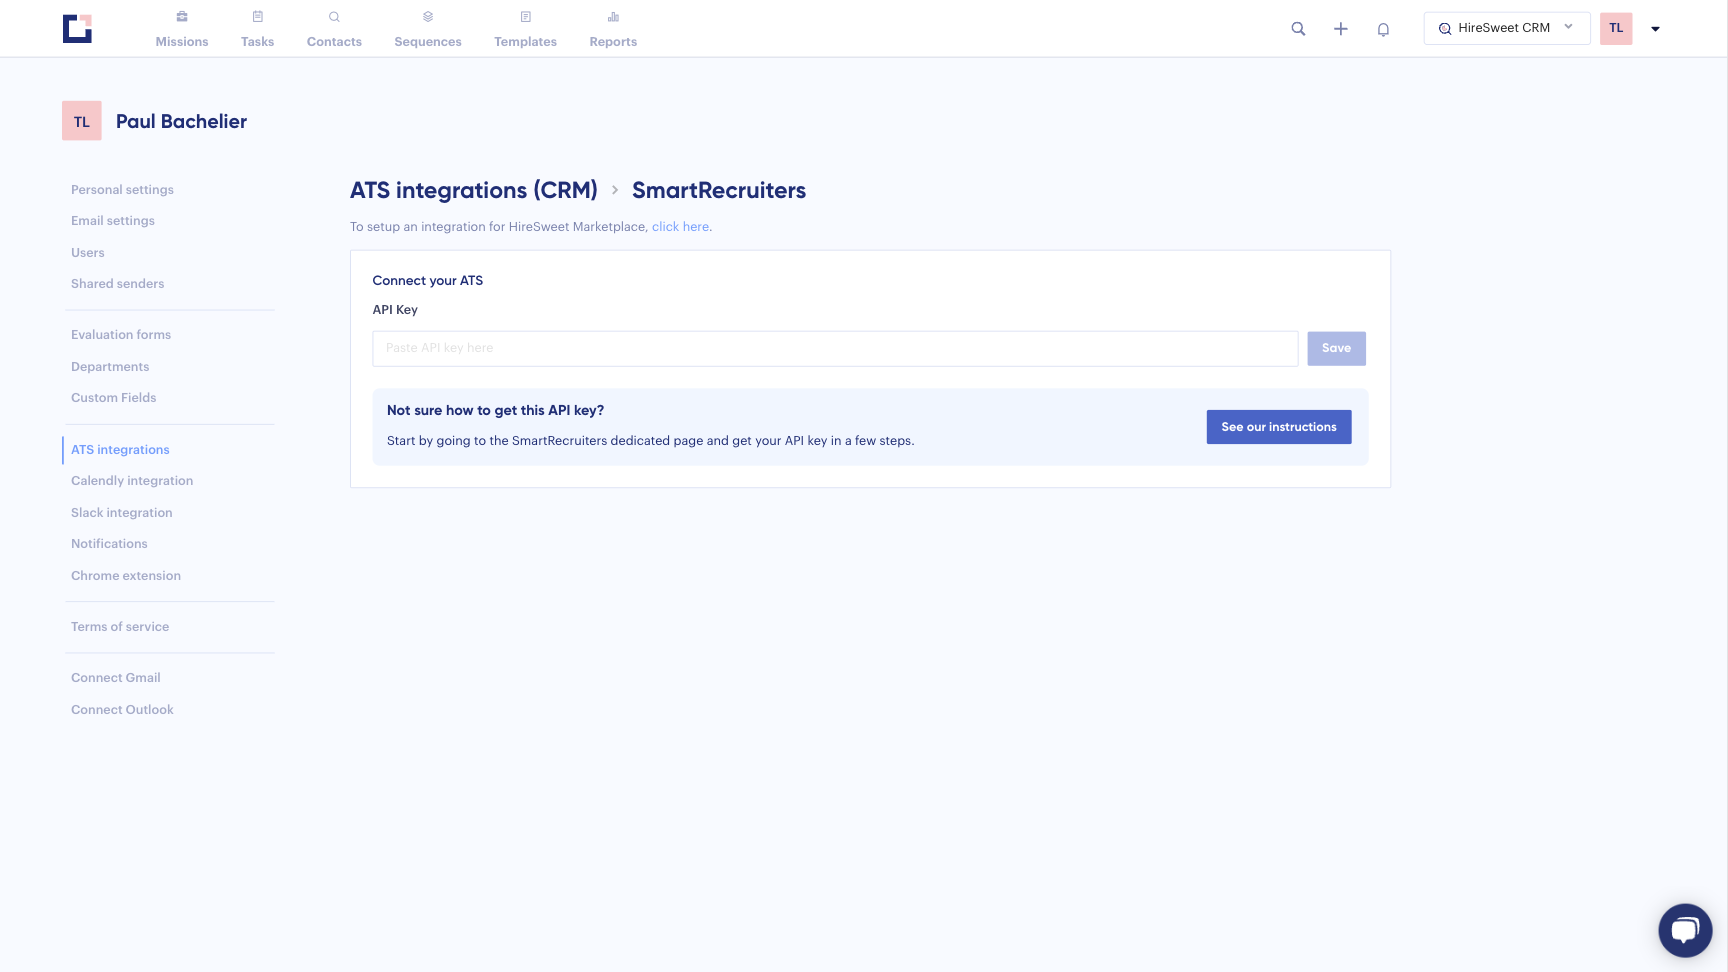 Missions
Tasks
Contacts
Sequences
Templates
Reports
HireSweet CRM
TL
TL
Paul Bachelier
Personal settings
Email settings
Users
Shared senders
Evaluation forms
Departments
Custom Fields
ATS integrations
Calendly integration
Slack integration
Notifications
Chrome extension
Terms of service
Connect Gmail
Connect Outlook
ATS integrations (CRM) > SmartRecruiters
To setup an integration for HireSweet Marketplace, click here.
Connect your ATS
API Key
Paste API key here
Save
Not sure how to get this API key?
Start by going to the SmartRecruiters dedicated page and get your API key in a few steps.
See our instructions